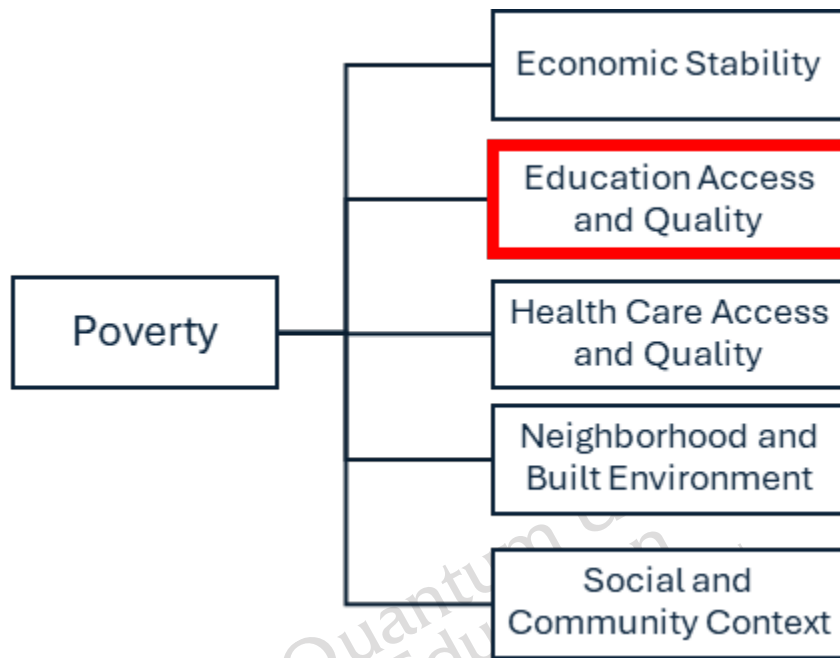 Economic Stability
Education Access
and Quality
Poverty
Health Care Access
and Quality
Neighborhood and
Built Environment
Social and
Community Context
Quantum